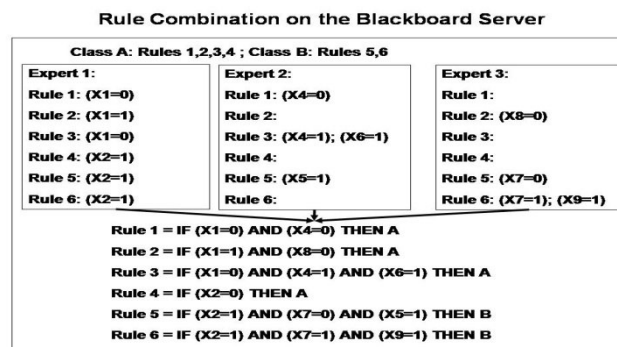 Rule Combination on the Blackboard Server
Class A: Rules 1,2,3,4 ; Class B: Rules 5,6
Expert 1:
Rule 1: (X1=0)
Rule 2: (X1=1)
Rule 3: (X1=0)
Rule 4: (X2=1)
Rule 5: (X2=1)
Rule 6: (X2=1)
Expert 2:
Rule 1: (X4=0)
Rule 2:
Rule 3: (X4=1); (X6=1)
Rule 4:
Rule 5: (X5=1)
Rule 6:
Expert 3:
Rule 1:
Rule 2: (X8=0)
Rule 3:
Rule 4:
Rule 5: (X7=0)
Rule 6: (X7=1); (X9=1)
Rule 1 = IF (X1=0) AND (X4=0) THEN A
Rule 2 = IF (X1=1) AND (X8=0) THEN A
Rule 3 = IF (X1=0) AND (X4=1) AND (X6=1) THEN A
Rule 4 = IF (X2=0) THEN A
Rule 5 = IF (X2=1) AND (X7=0) AND (X5=1) THEN B
Rule 6 = IF (X2=1) AND (X7=1) AND (X9=1) THEN B